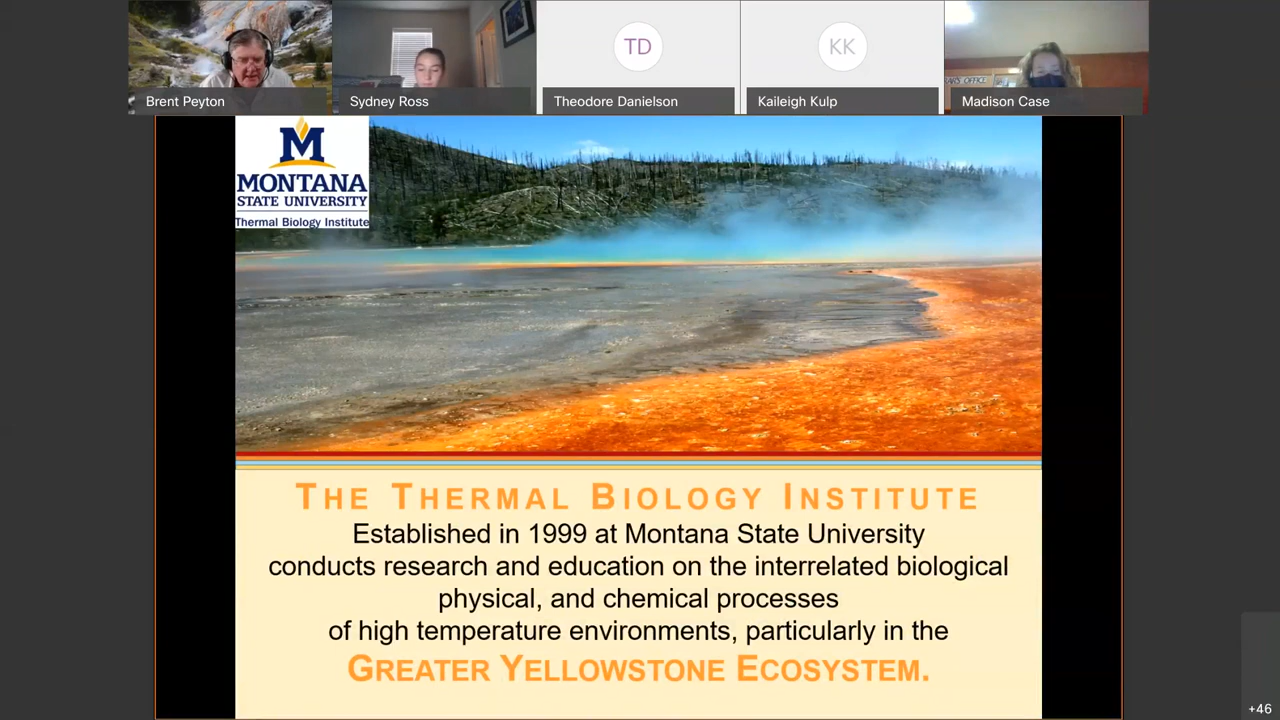 TD
KK
Brent Peyton
Sydney Ross
Theodore Danielson
Kaileigh Kulp
Madison Case
M
MONTANA
STATE UNIVERSITY
Thermal Biology Institute
THE THERMAL BIOLOGY INSTITUTE
Established in 1999 at Montana State University
conducts research and education on the interrelated biological
physical, and chemical processes
of high temperature environments, particularly in the
GREATER YELLOWSTONE ECOSYSTEM.
+46